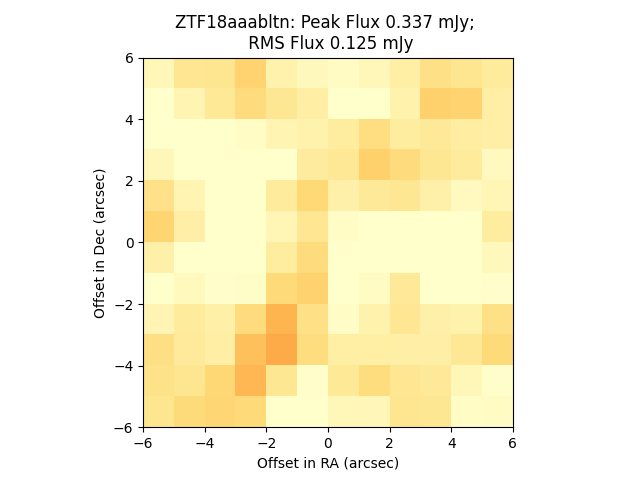 ZTF18aaabltn: Peak Flux 0.337 mJy;
RMS Flux 0.125 mJy
6
4
2
0
−2
−4
−6
Offset in Dec (arcsec)
−6 −4 −2 0 2 4 6
Offset in RA (arcsec)